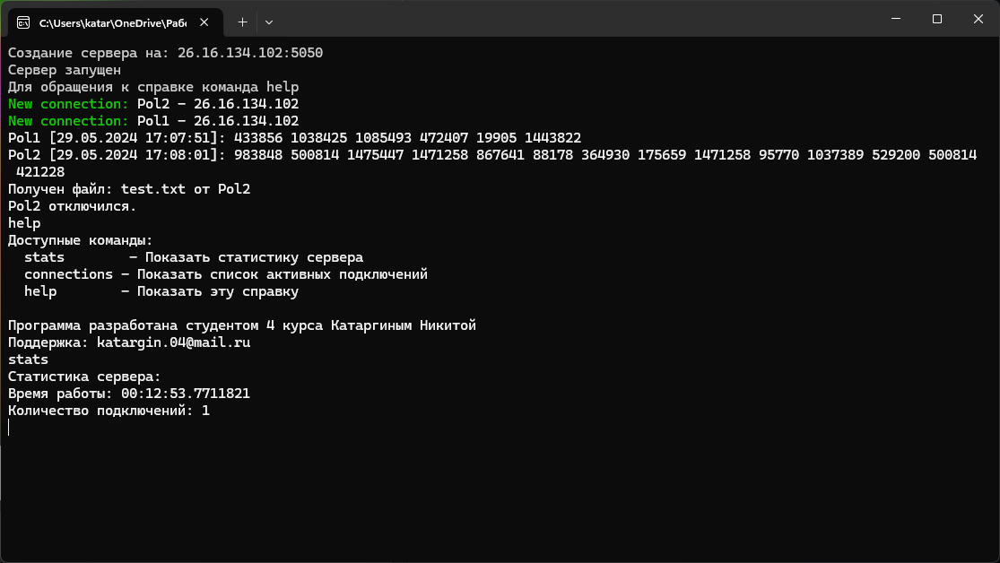 C:\Users\katar\OneDrive\Рабо
Создание сервера на: 26.16.134.102:5050
Сервер запущен
Для обращения к справке команда help
New connection: Pol2 - 26.16.134.102
New connection: Pol1 - 26.16.134.102
Pol1 [29.05.2024 17:07:51]: 433856 1038425 1085493 472407 19905 1443822
Pol2 [29.05.2024 17:08:01]: 983848 500814 1475447 1471258 867641 88178 364930 175659 1471258 95770 1037389 529200 500814
421228
Получен файл: test.txt от Pol2
Pol2 отключился.
help
Доступные команды:
stats - Показать статистику сервера
connections - Показать список активных подключений
help - Показать эту справку
Программа разработана студентом 4 курса Катаргиным Никитой
Поддержка: katargin.04@mail.ru
stats
Статистика сервера:
Время работы: 00:12:53.7711821
Количество подключений: 1